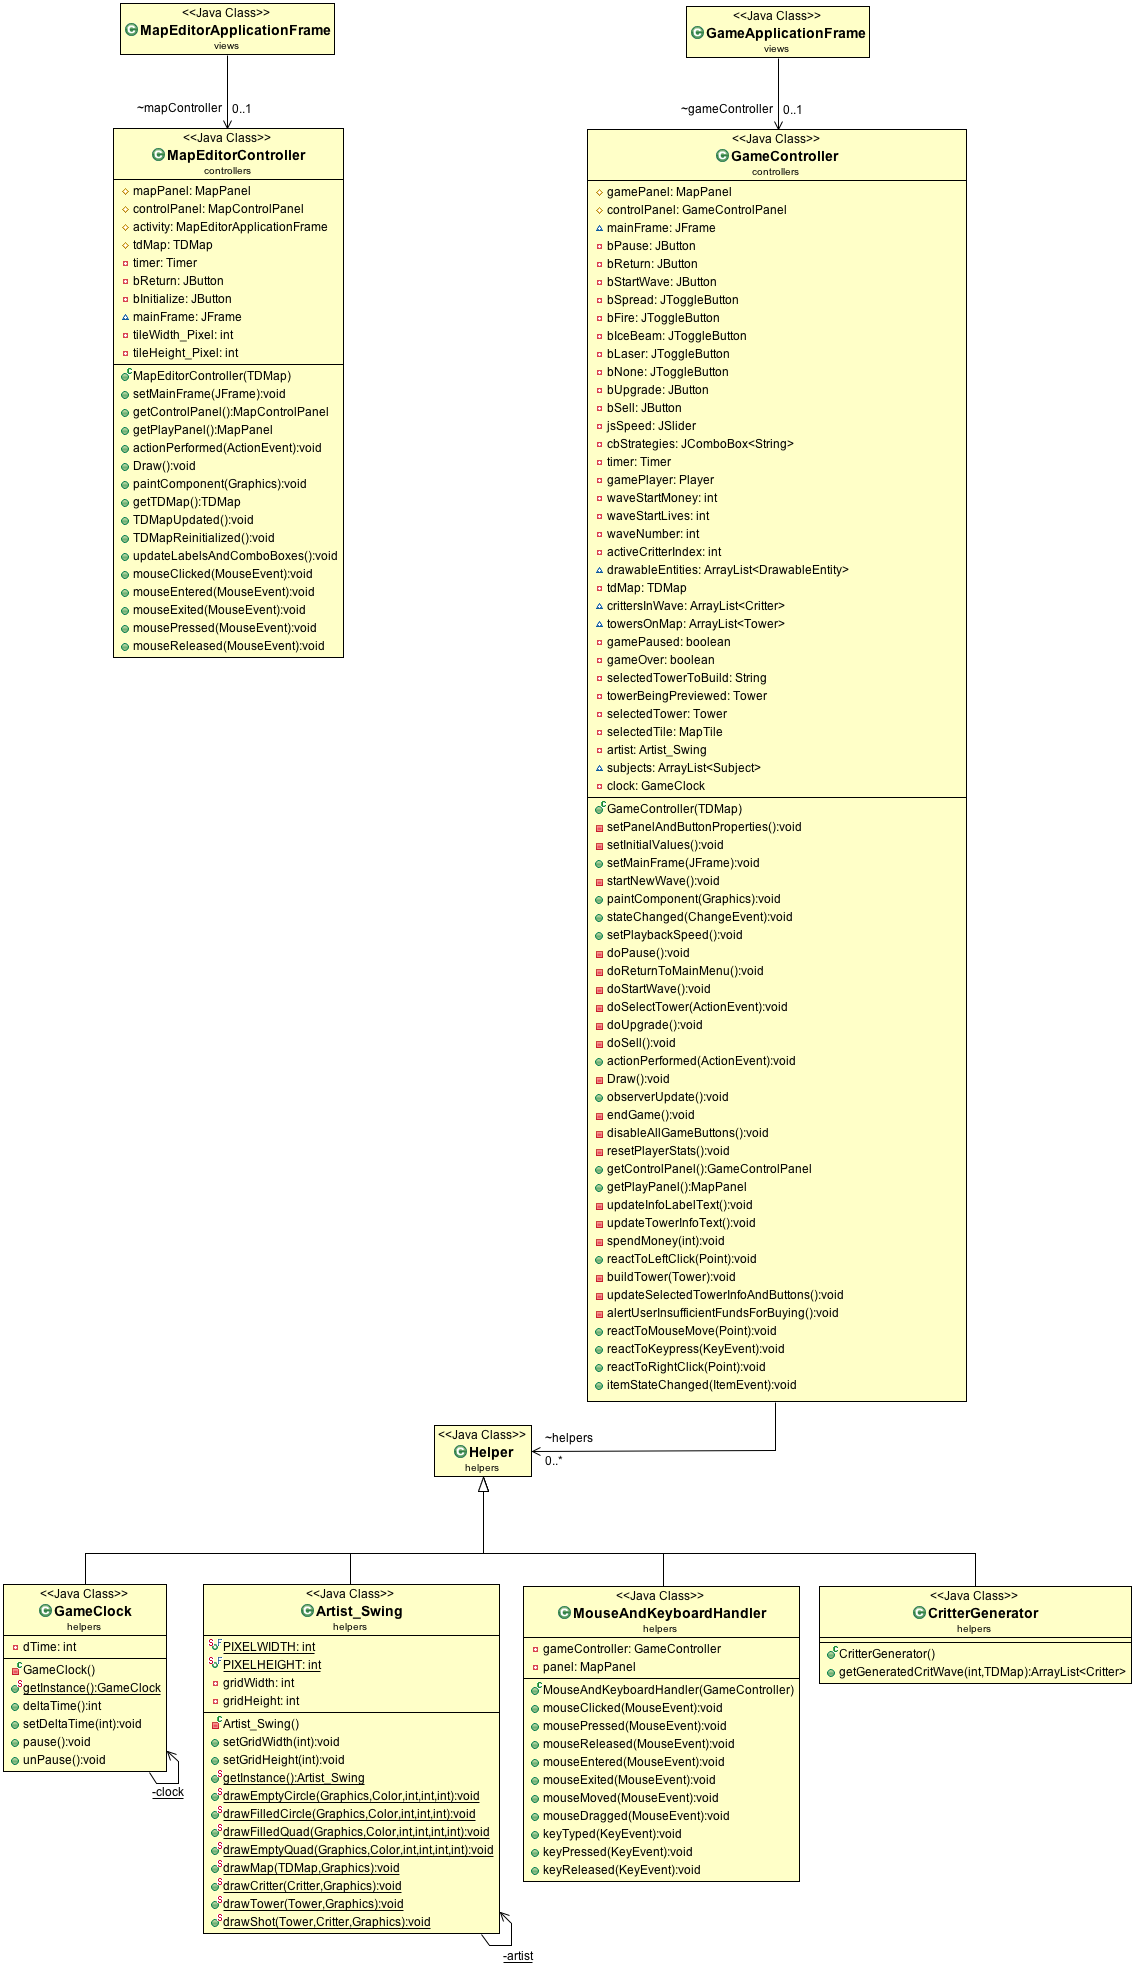 <<Java Class>>
MapEditorApplicationFrame
views
~mapController
0..1
<<Java Class>>
MapEditorController
controllers
mapPanel: MapPanel
controlPanel: MapControlPanel
activity: MapEditorApplicationFrame
tdMap: TDMap
timer: Timer
bReturn: JButton
bInitialize: JButton
mainFrame: JFrame
tileWidth_Pixel: int
tileHeight_Pixel: int
MapEditorController(TDMap)
setMainFrame(JFrame):void
getControlPanel():MapControlPanel
getPlayPanel():MapPanel
actionPerformed(ActionEvent):void
Draw():void
paintComponent(Graphics):void
getTDMap():TDMap
TDMapUpdated():void
TDMapReinitialized():void
updateLabelsAndComboBoxes():void
mouseClicked(MouseEvent):void
mouseEntered(MouseEvent):void
mouseExited(MouseEvent):void
mousePressed(MouseEvent):void
mouseReleased(MouseEvent):void
<<Java Class>>
GameApplicationFrame
views
~gameController
0..1
<<Java Class>>
GameController
controllers
gamePanel: MapPanel
controlPanel: GameControlPanel
mainFrame: JFrame
bPause: JButton
bReturn: JButton
bStartWave: JButton
bSpread: JToggleButton
bFire: JToggleButton
bIceBeam: JToggleButton
bLaser: JToggleButton
bNone: JToggleButton
bUpgrade: JButton
bSell: JButton
jsSpeed: JSlider
cbStrategies: JComboBox<String>
timer: Timer
gamePlayer: Player
waveStartMoney: int
waveStartLives: int
waveNumber: int
activeCritterIndex: int
drawableEntities: ArrayList<DrawableEntity>
tdMap: TDMap
crittersInWave: ArrayList<Critter>
towersOnMap: ArrayList<Tower>
gamePaused: boolean
gameOver: boolean
selectedTowerToBuild: String
towerBeingPreviewed: Tower
selectedTower: Tower
selectedTile: MapTile
artist: Artist_Swing
subjects: ArrayList<Subject>
clock: GameClock
GameController(TDMap)
setPanelAndButtonProperties():void
setInitialValues():void
setMainFrame(JFrame):void
startNewWave():void
paintComponent(Graphics):void
stateChanged(ChangeEvent):void
setPlaybackSpeed():void
doPause():void
doReturnToMainMenu():void
doStartWave():void
doSelectTower(ActionEvent):void
doUpgrade():void
doSell():void
actionPerformed(ActionEvent):void
Draw():void
observerUpdate():void
endGame():void
disableAllGameButtons():void
resetPlayerStats():void
getControlPanel():GameControlPanel
getPlayPanel():MapPanel
updateInfoLabelText():void
updateTowerInfoText():void
spendMoney(int):void
reactToLeftClick(Point):void
buildTower(Tower):void
updateSelectedTowerInfoAndButtons():void
alertUserInsufficientFundsForBuying():void
reactToMouseMove(Point):void
reactToKeypress(KeyEvent):void
reactToRightClick(Point):void
itemStateChanged(ItemEvent):void
~helpers
0..*
<<Java Class>>
Helper
helpers
<<Java Class>>
GameClock
helpers
dTime: int
GameClock()
getInstance():GameClock
deltaTime():int
setDeltaTime(int):void
pause():void
unPause():void
-clock
<<Java Class>>
Artist_Swing
helpers
PIXELWIDTH: int
PIXELHEIGHT: int
gridWidth: int
gridHeight: int
Artist_Swing()
setGridWidth(int):void
setGridHeight(int):void
getInstance():Artist_Swing
drawEmptyCircle(Graphics,Color,int,int,int):void
drawFilledCircle(Graphics,Color,int,int,int):void
drawFilledQuad(Graphics,Color,int,int,int,int):void
drawEmptyQuad(Graphics,Color,int,int,int,int):void
drawMap(TDMap,Graphics):void
drawCritter(Critter,Graphics):void
drawTower(Tower,Graphics):void
drawShot(Tower,Critter,Graphics):void
-artist
<<Java Class>>
MouseAndKeyboardHandler
helpers
gameController: GameController
panel: MapPanel
MouseAndKeyboardHandler(GameController)
mouseClicked(MouseEvent):void
mousePressed(MouseEvent):void
mouseReleased(MouseEvent):void
mouseEntered(MouseEvent):void
mouseExited(MouseEvent):void
mouseMoved(MouseEvent):void
mouseDragged(MouseEvent):void
keyTyped(KeyEvent):void
keyPressed(KeyEvent):void
keyReleased(KeyEvent):void
<<Java Class>>
CritterGenerator
helpers
CritterGenerator()
getGeneratedCritWave(int,TDMap):ArrayList<Critter>